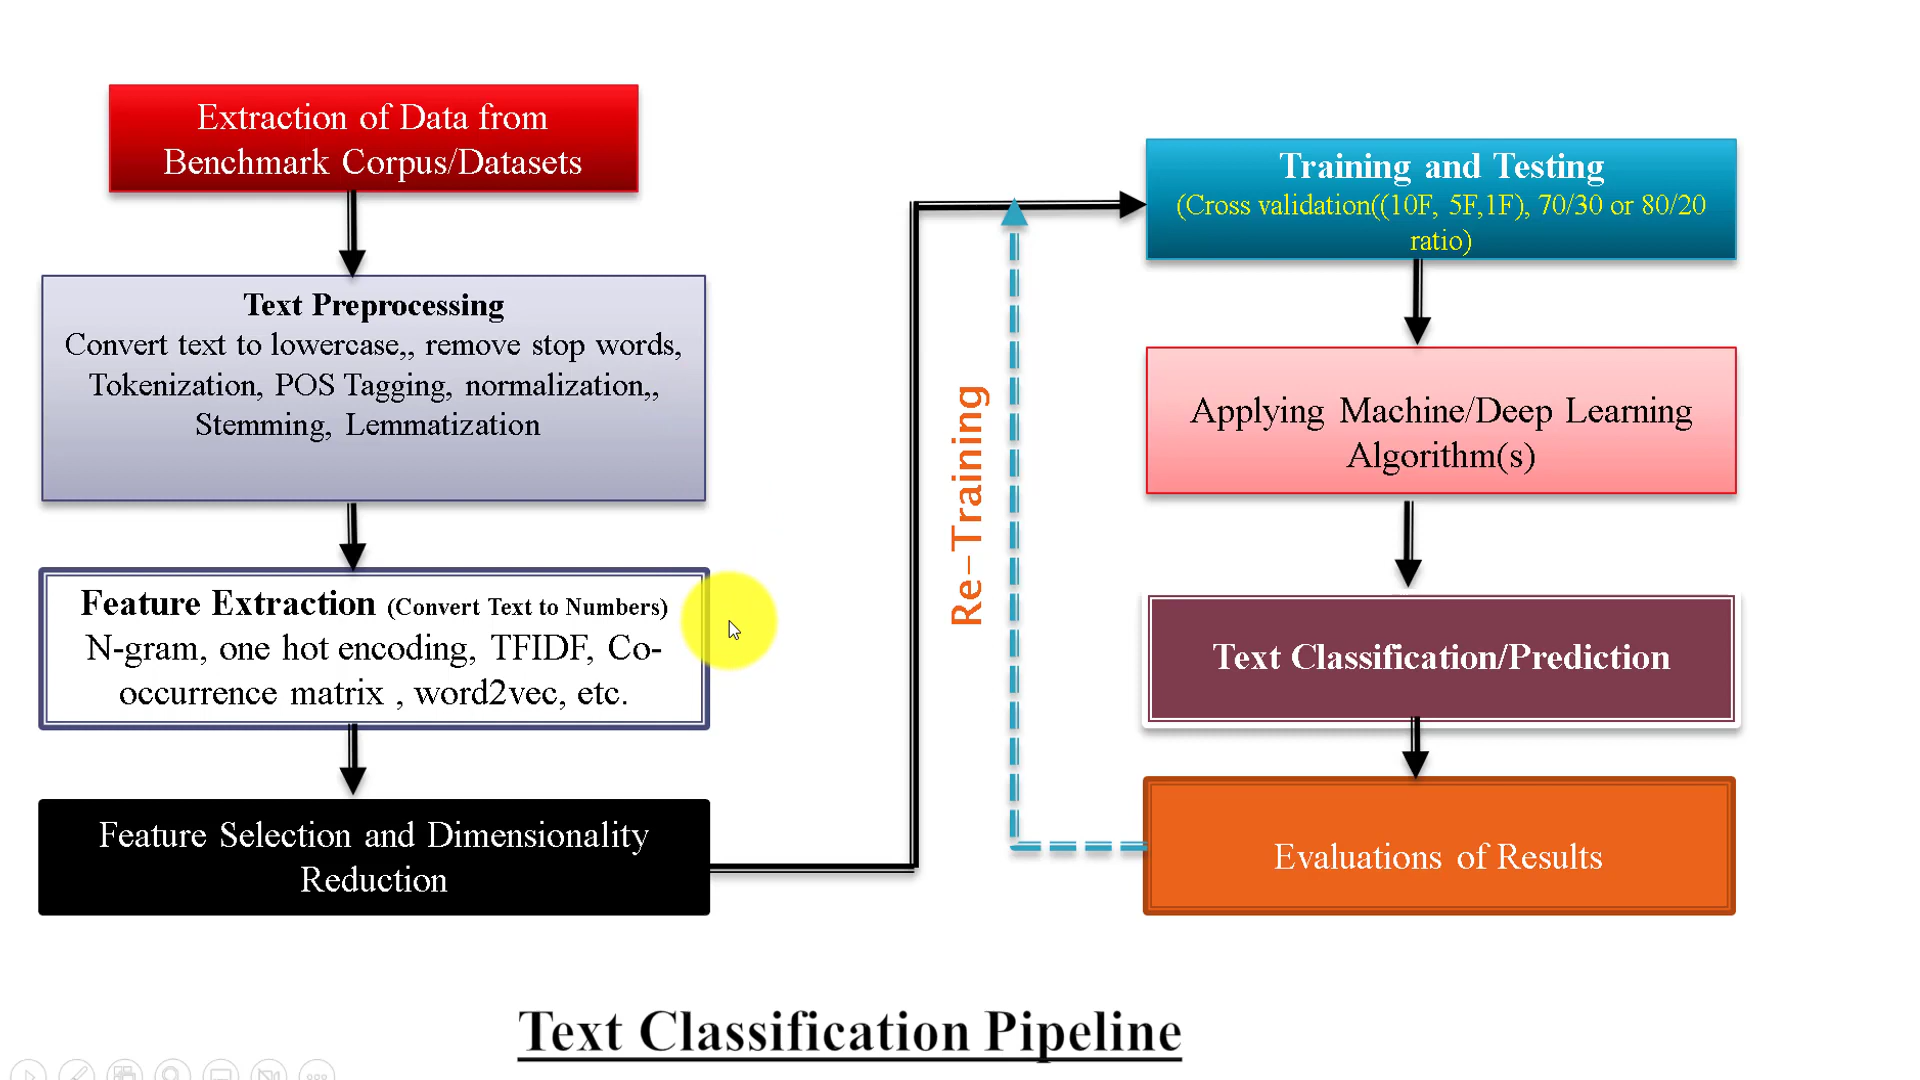 Extraction of Data from
Benchmark Corpus/Datasets
Text Preprocessing
Convert text to lowercase,, remove stop words,
Tokenization, POS Tagging, normalization,,
Stemming, Lemmatization
Feature Extraction (Convert Text to Numbers)
N-gram, one hot encoding, TFIDF, Co-
occurrence matrix , word2vec, etc.
Feature Selection and Dimensionality
Reduction
Re-Training
Training and Testing
(Cross validation((10F, 5F,1F), 70/30 or 80/20
ratio)
Applying Machine/Deep Learning
Algorithm(s)
Text Classification/Prediction
Evaluations of Results
Text Classification Pipeline